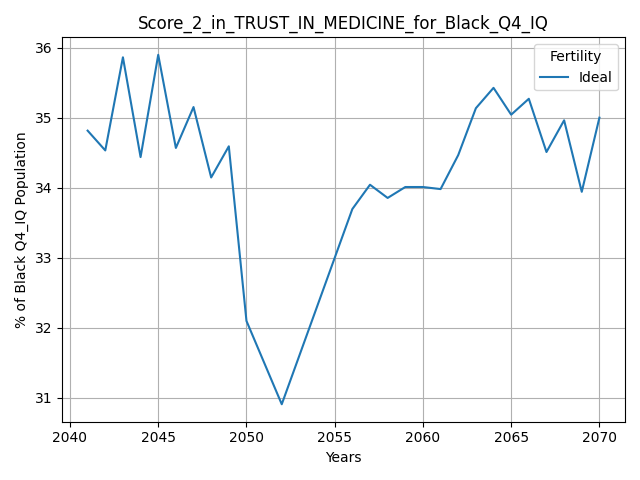 Score_2_in_TRUST_IN_MEDICINE_for_Black_Q4_IQ
Fertility
Ideal
% of Black Q4_IQ Population
36
35
34
33
32
31
2040
2045
2050
2055
2060
2065
2070
Years